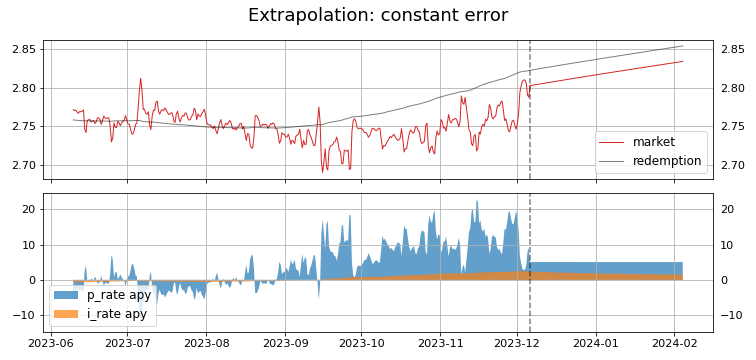 Extrapolation: constant error
2.85 2.85
2.80 2.80
2.75 2.75
2.70 2.70
market
redemption
20 20
10 10
0 0
−10 −10
p_rate apy
i_rate apy
2023-06 2023-07 2023-08 2023-09 2023-10 2023-11 2023-12 2024-01 2024-02